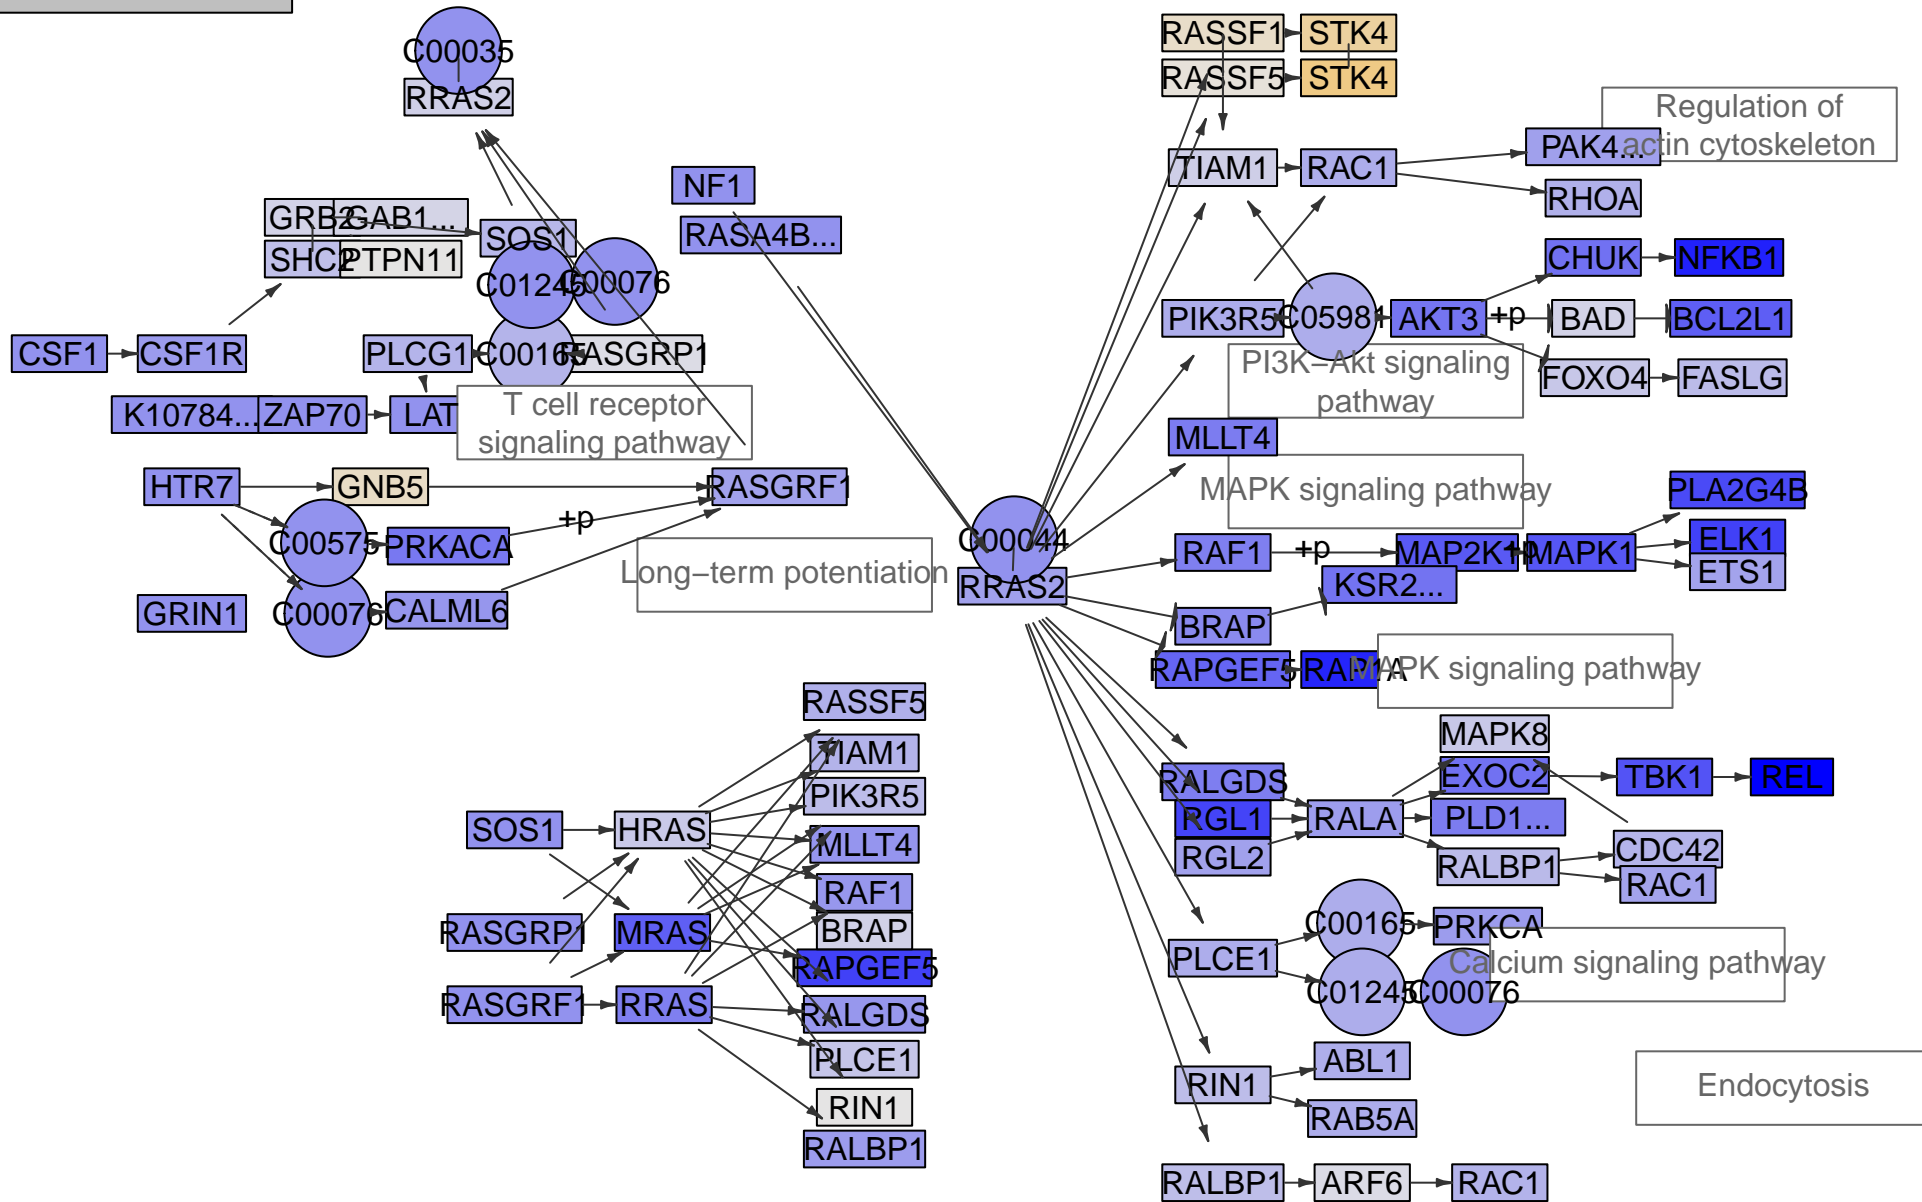 C00035
RRAS2
NF1
RASA4B...
GRB2
GAB1...
SHC2
PTPN11
SOS1
C01245
C00076
CSF1
CSF1R
PLCG1
C00165
RASGRP1
K10784...
ZAP70
LAT
T cell receptor
signaling pathway
HTR7
GNB5
RASGRF1
C00575
PRKACA
+p
GRIN1
C00076
CALML6
Long−term potentiation
C00044
RRAS2
RASSF1
STK4
RASSF5
STK4
Regulation of
actin cytoskeleton
PAK4...
TIAM1
RAC1
RHOA
CHUK
NFKB1
PIK3R5
C05981
AKT3
+p
BAD
BCL2L1
PI3K−Akt signaling
pathway
FOXO4
FASLG
MLLT4
MAPK signaling pathway
PLA2G4B
RAF1
+p
MAP2K1
+p
MAPK1
ELK1
ETS1
KSR2...
BRAP
RAPGEF5
RAP1A
MAPK signaling pathway
RASSF5
TIAM1
PIK3R5
SOS1
HRAS
MLLT4
RAF1
RASGRP1
MRAS
BRAP
RAPGEF5
RASGRF1
RRAS
RALGDS
PLCE1
RIN1
RALBP1
MAPK8
RALGDS
EXOC2
TBK1
REL
RGL1
RALA
PLD1...
RGL2
RALBP1
CDC42
RAC1
C00165
PRKCA
PLCE1
Calcium signaling pathway
C01245
C00076
ABL1
RIN1
RAB5A
Endocytosis
RALBP1
ARF6
RAC1